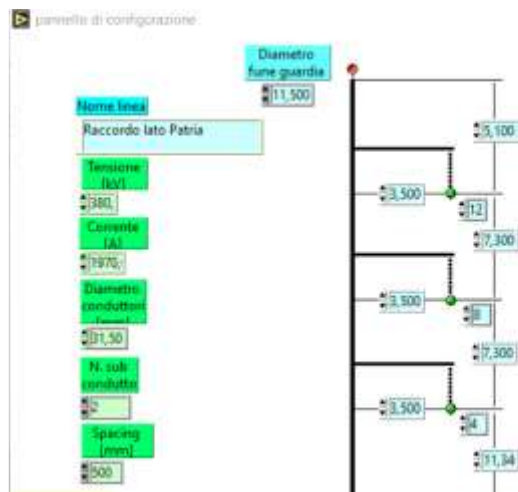 pannello di configurazione
Diametro
fune guardia
11,500
Nome linea
Raccordo lato Patria
Tensione
[kV]
380,
Corrente
[A]
1970,
Diametro
conduttori
[mm]
31,50
N. sub
condutto
2
Spacing
[mm]
500
5,100
3,500
12
7,300
3,500
8
7,300
3,500
4
11,34